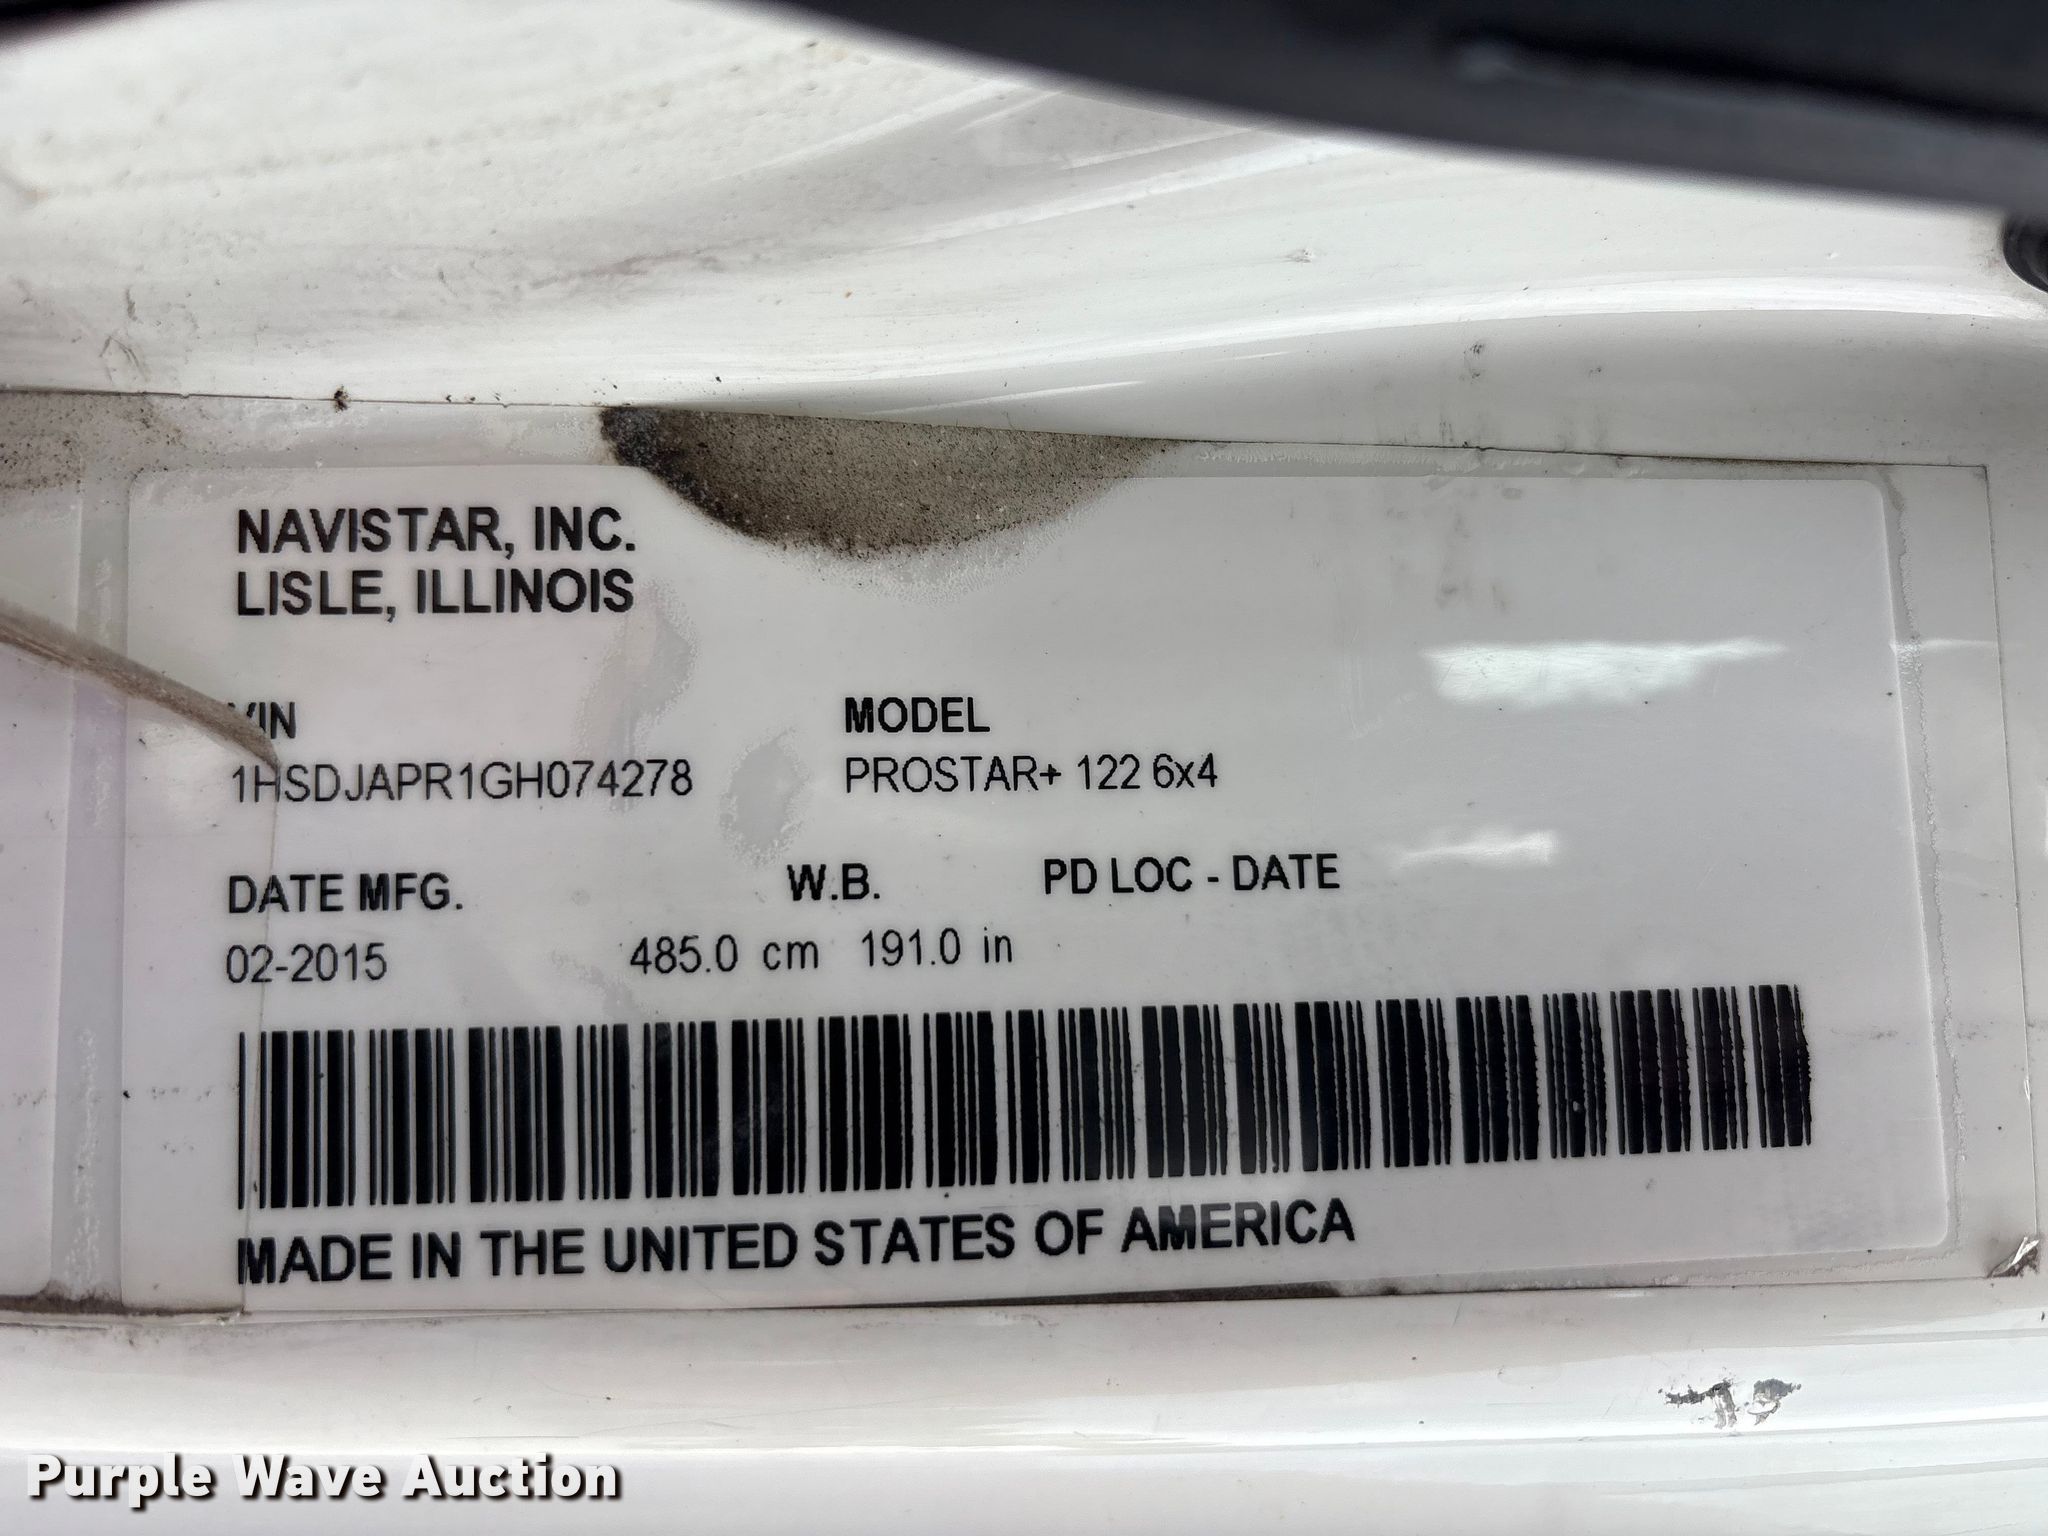 NAVISTAR, INC.
LISLE, ILLINOIS
VIN
MODEL
1HSDJAPR1GH074278
PROSTAR+ 122 6x4
DATE MFG.
W.B.
PD LOC - DATE
02-2015
485.0 cm 191.0 in
MADE IN THE UNITED STATES OF AMERICA
Purple Wave Auction